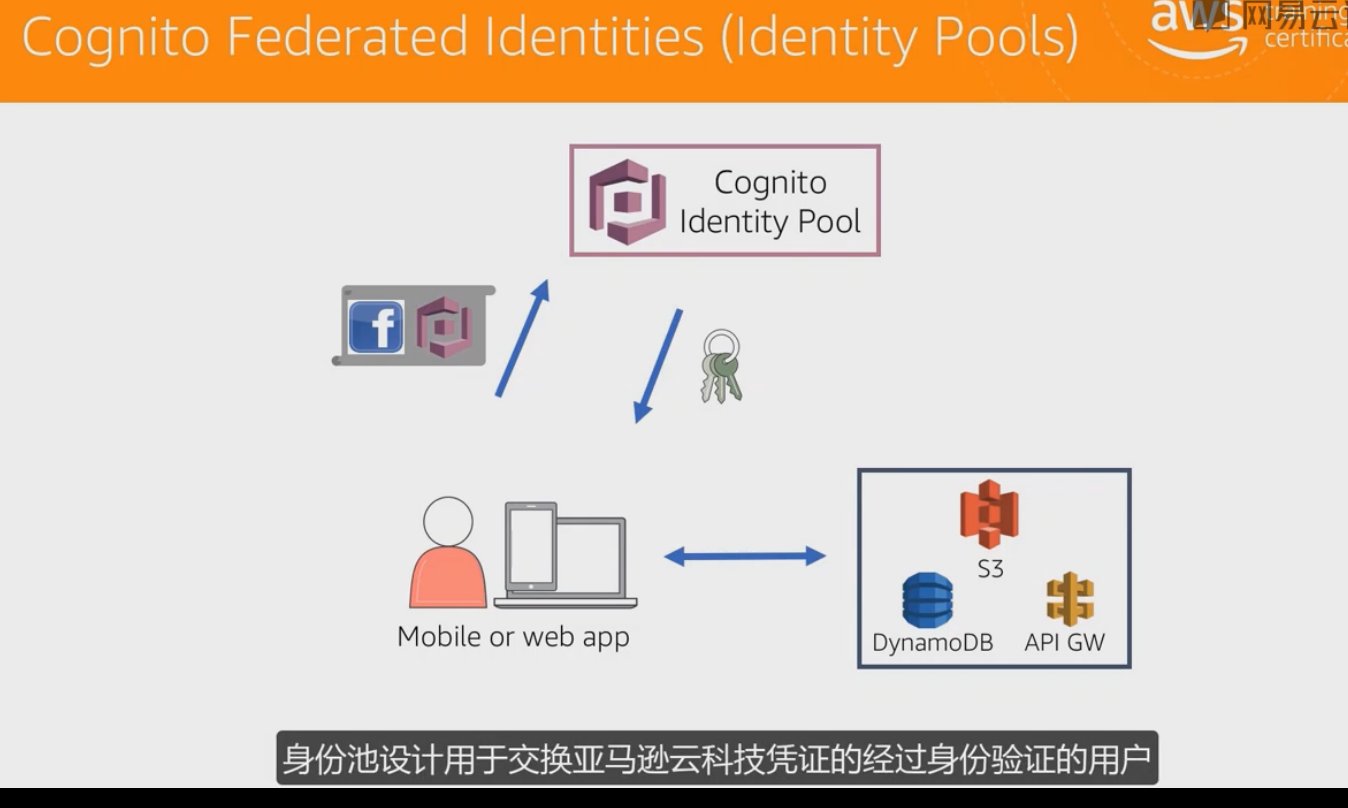 Cognito Federated Identities (Identity Pools)
aws training
certifica
网易云
Cognito
Identity Pool
f
S3
DynamoDB API GW
Mobile or web app
身份池设计用于交换亚马逊云科技凭证的经过身份验证的用户